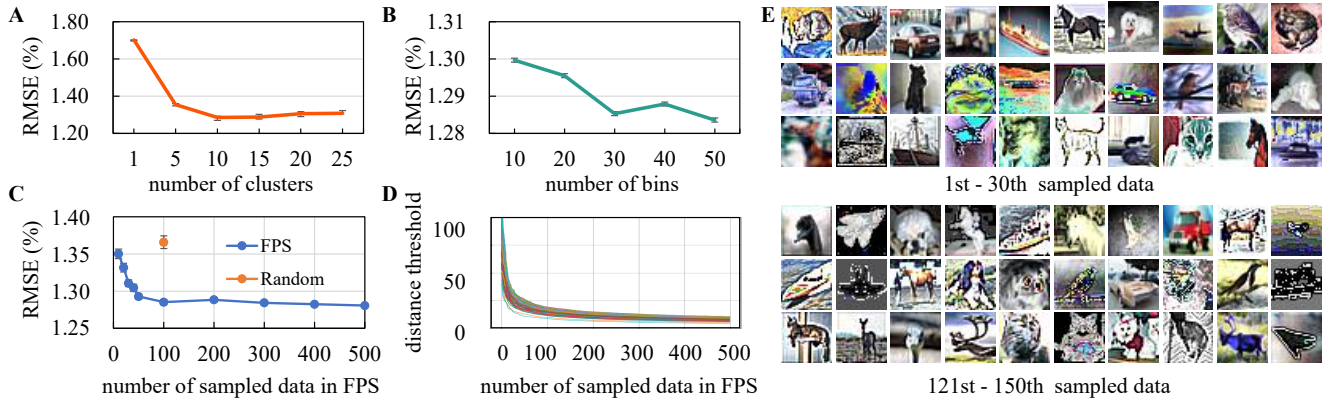 A
RMSE (%)
1.80
1.60
1.40
1.20
1 5 10 15 20 25
number of clusters
B
RMSE (%)
1.31
1.30
1.29
1.28
10 20 30 40 50
number of bins
C
RMSE (%)
1.40
1.35
1.30
1.25
FPS
Random
0 100 200 300 400 500
number of sampled data in FPS
D
distance threshold
100
50
0
0 100 200 300 400 500
number of sampled data in FPS
E
1st - 30th sampled data
121st - 150th sampled data